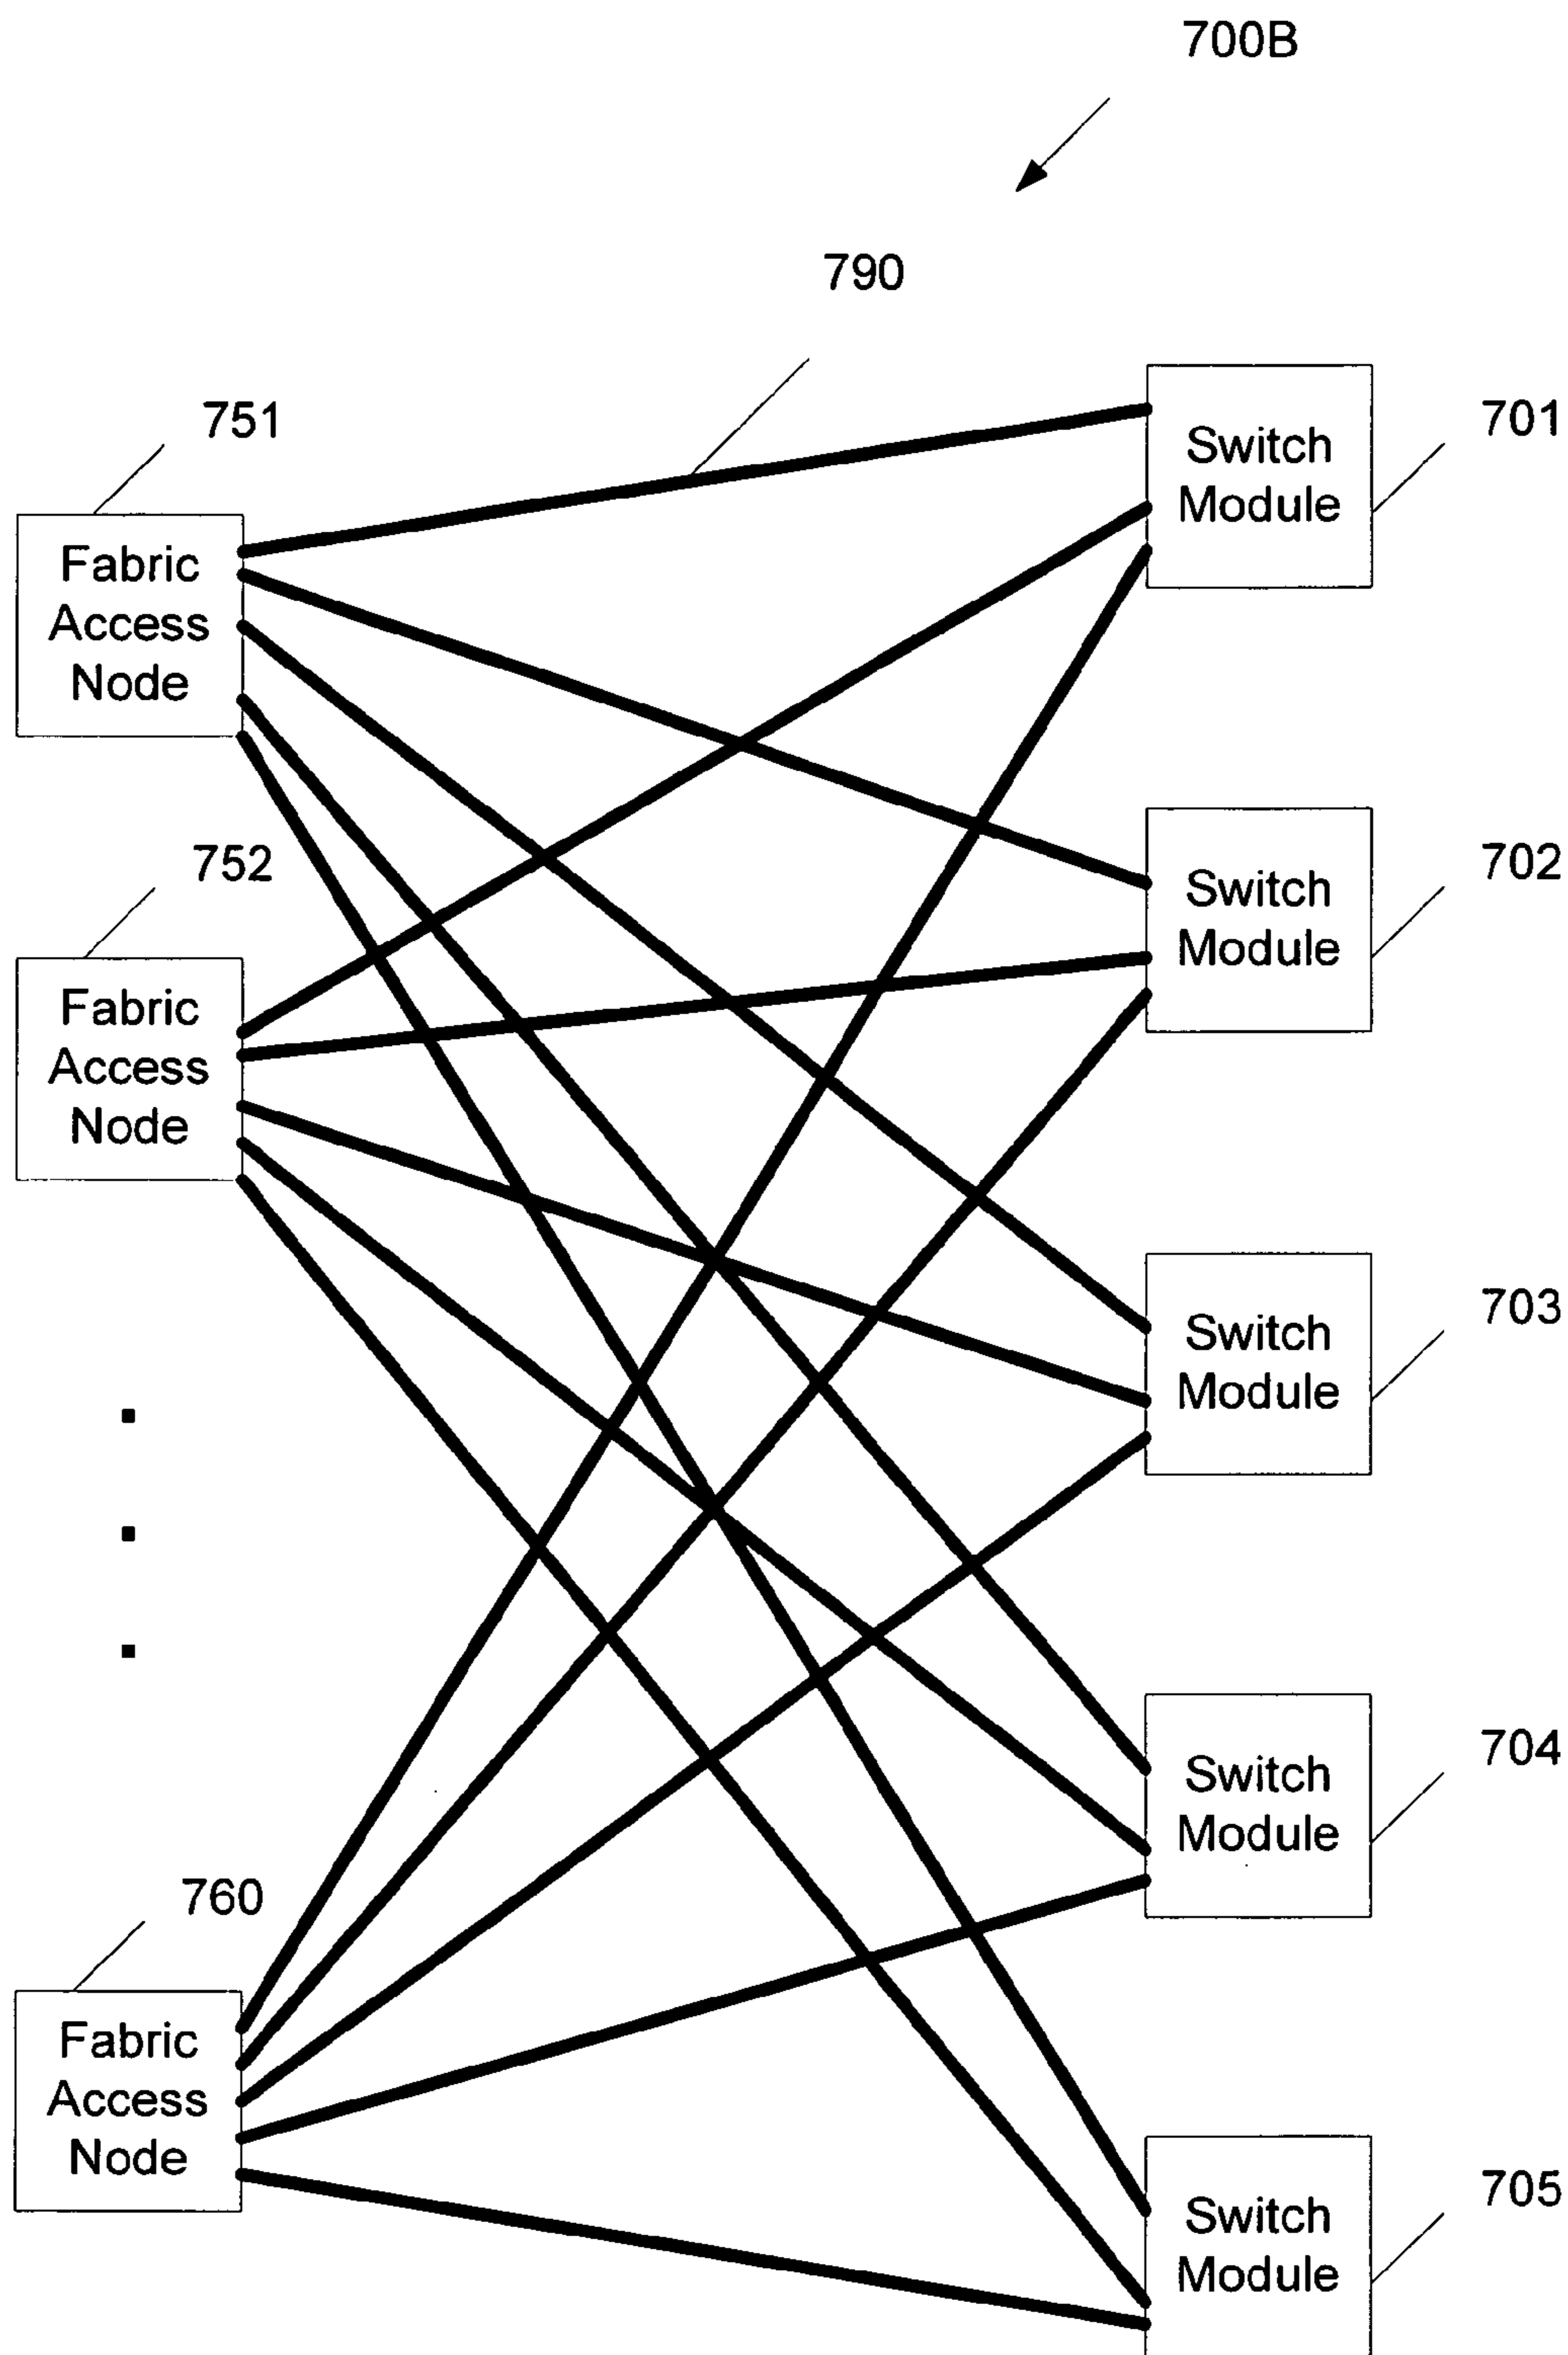 700B
790
751
Fabric
Access
Node
701
Switch
Module
752
Fabric
Access
Node
702
Switch
Module
703
Switch
Module
704
Switch
Module
760
Fabric
Access
Node
705
Switch
Module